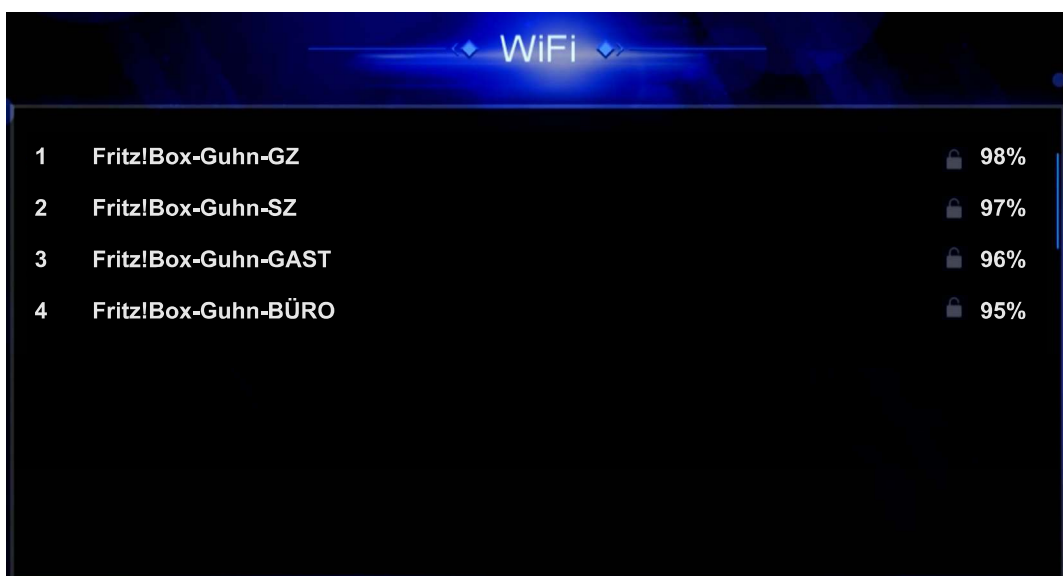 WiFi
1 Fritz!Box-Guhn-GZ 98%
2 Fritz!Box-Guhn-SZ 97%
3 Fritz!Box-Guhn-GAST 96%
4 Fritz!Box-Guhn-BÜRO 95%